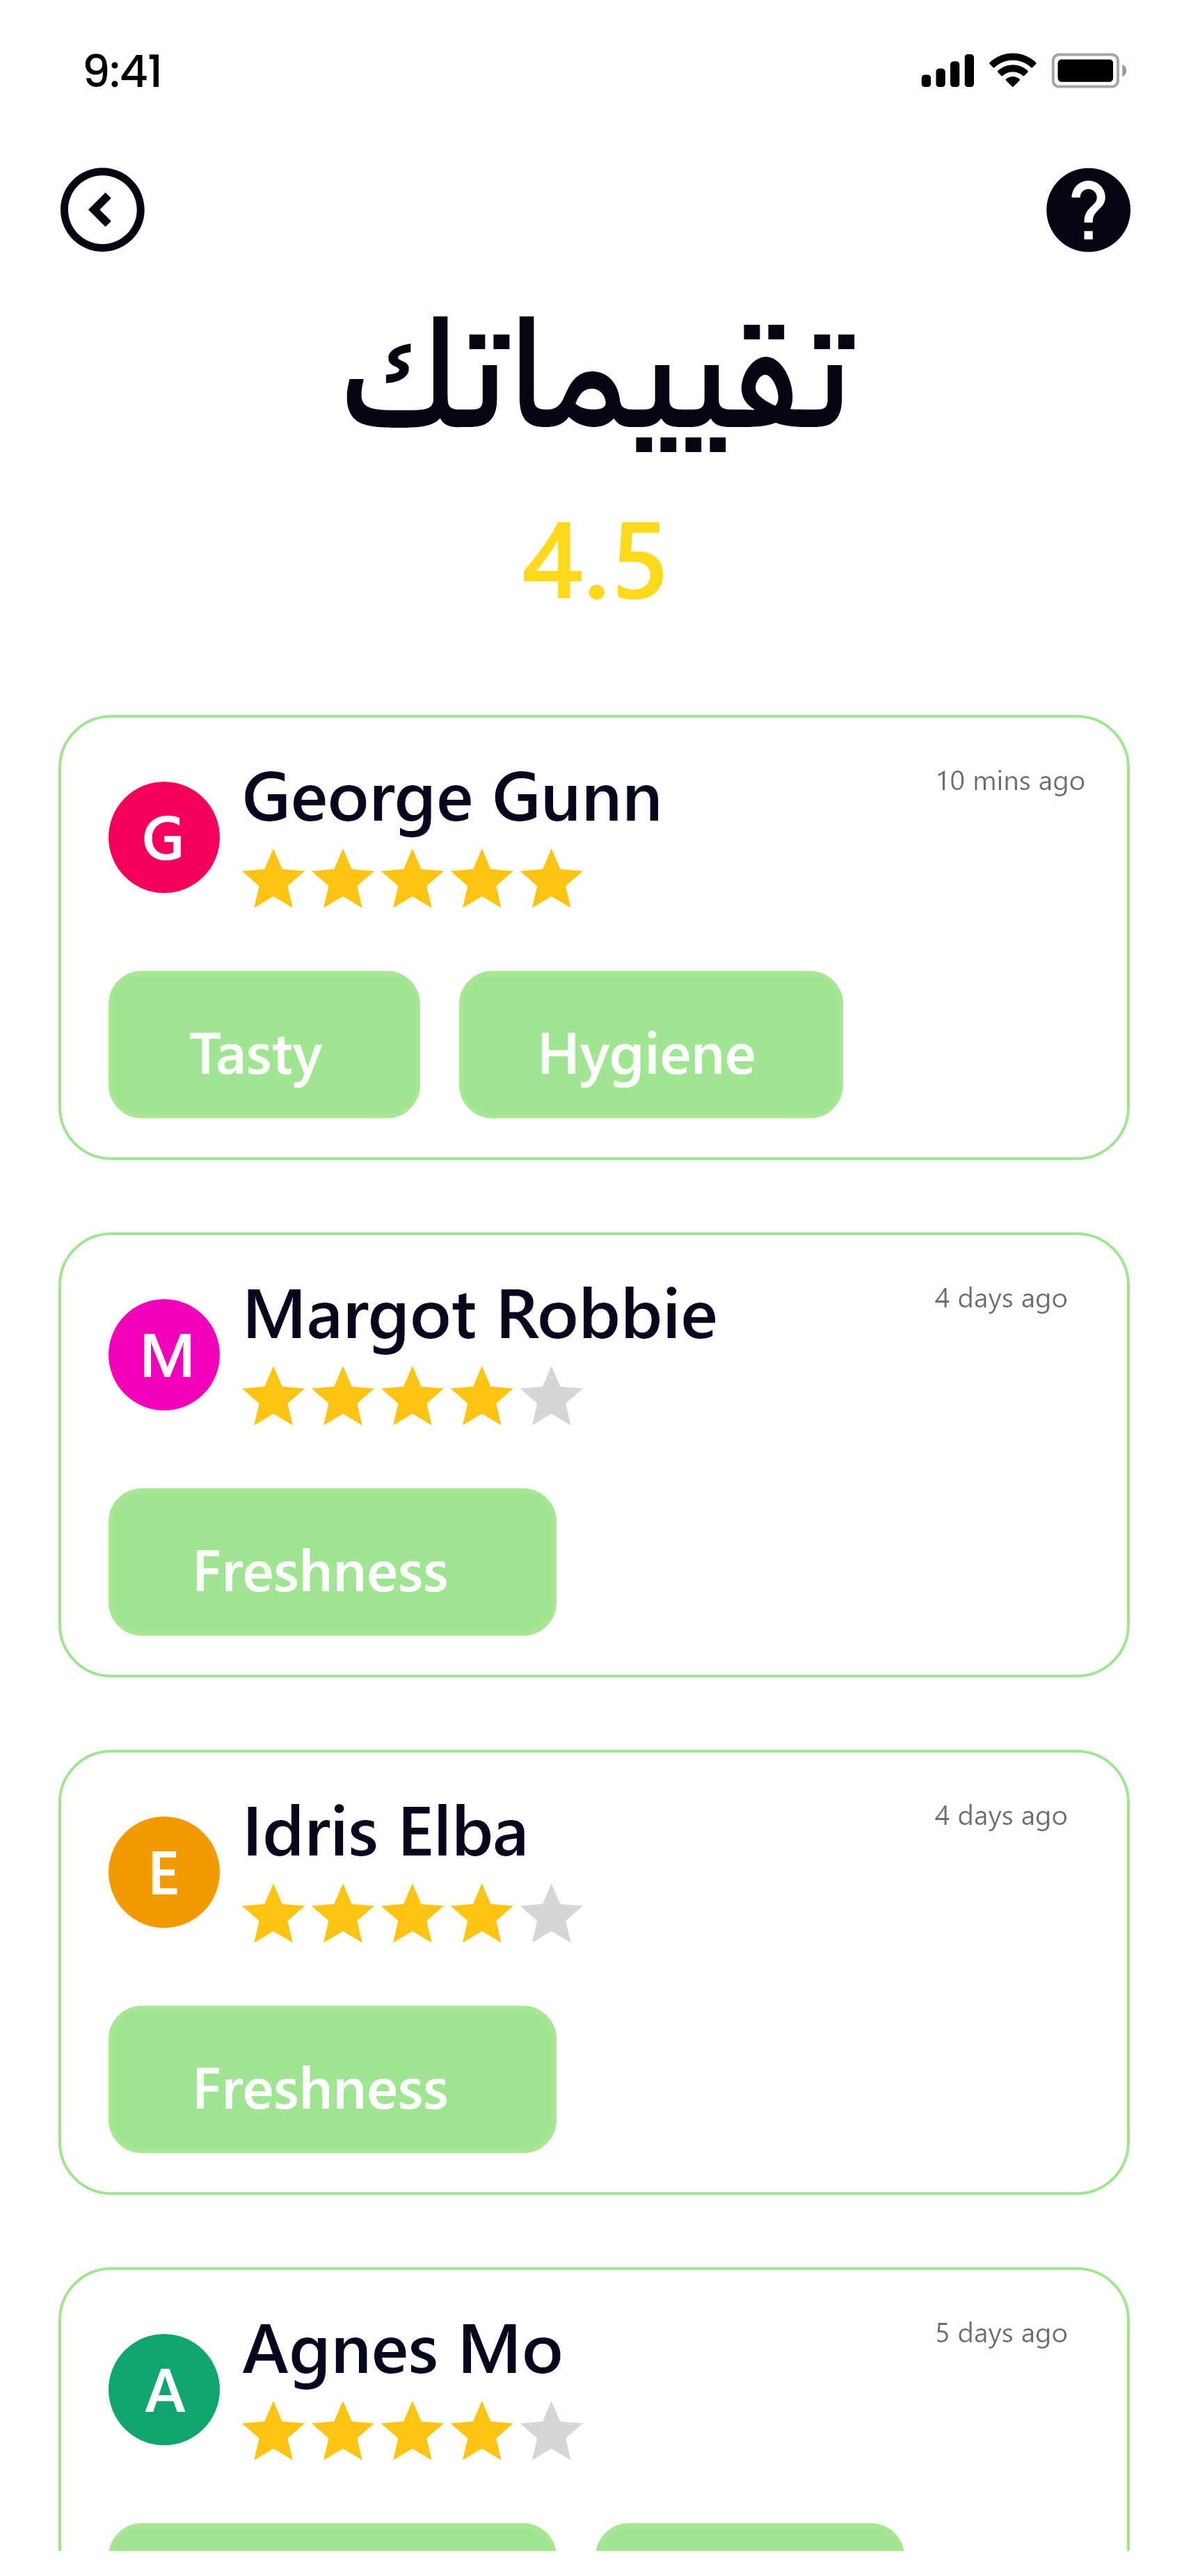 9:41
?
تقييماتك
4.5
George Gunn
10 mins ago
G
Tasty
Hygiene
Margot Robbie
4 days ago
M
Freshness
Idris Elba
4 days ago
E
Freshness
Agnes Mo
5 days ago
A